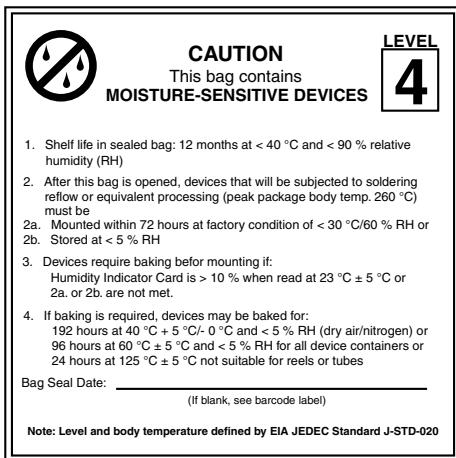 CAUTION
This bag contains
MOISTURE-SENSITIVE DEVICES
LEVEL
4
1. Shelf life in sealed bag: 12 months at < 40 °C and < 90 % relative
humidity (RH)
2. After this bag is opened, devices that will be subjected to soldering
reflow or equivalent processing (peak package body temp. 260 °C)
must be
2a. Mounted within 72 hours at factory condition of < 30 °C/60 % RH or
2b. Stored at < 5 % RH
3. Devices require baking befor mounting if:
Humidity Indicator Card is > 10 % when read at 23 °C ± 5 °C or
2a. or 2b. are not met.
4. If baking is required, devices may be baked for:
192 hours at 40 °C + 5 °C/- 0 °C and < 5 % RH (dry air/nitrogen) or
96 hours at 60 °C ± 5 °C and < 5 % RH for all device containers or
24 hours at 125 °C ± 5 °C not suitable for reels or tubes
Bag Seal Date:
(If blank, see barcode label)
Note: Level and body temperature defined by EIA JEDEC Standard J-STD-020